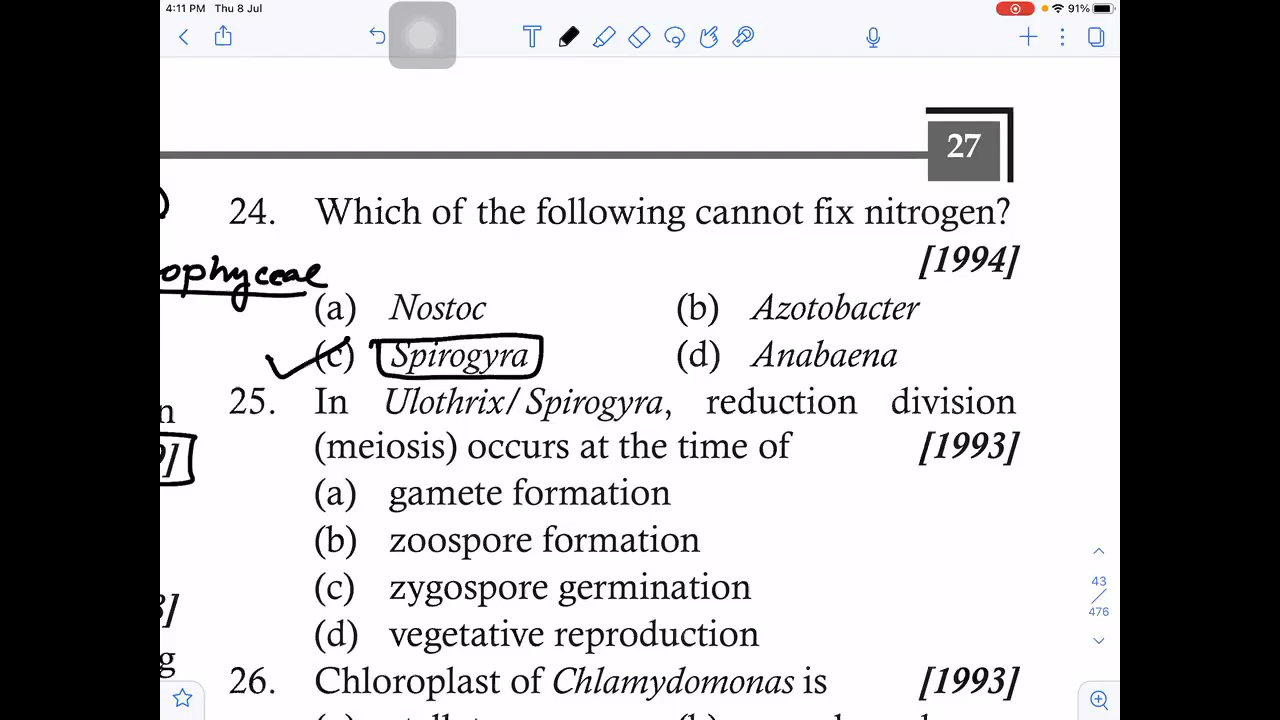 4:11 PM Thu 8 Jul
91%
27
24. Which of the following cannot fix nitrogen?
[1994]
ophyceae
(a) Nostoc (b) Azotobacter
(c) Spirogyra (d) Anabaena
25. In Ulothrix/Spirogyra, reduction division
(meiosis) occurs at the time of [1993]
(a) gamete formation
(b) zoospore formation
(c) zygospore germination
(d) vegetative reproduction
26. Chloroplast of Chlamydomonas is [1993]
43
476